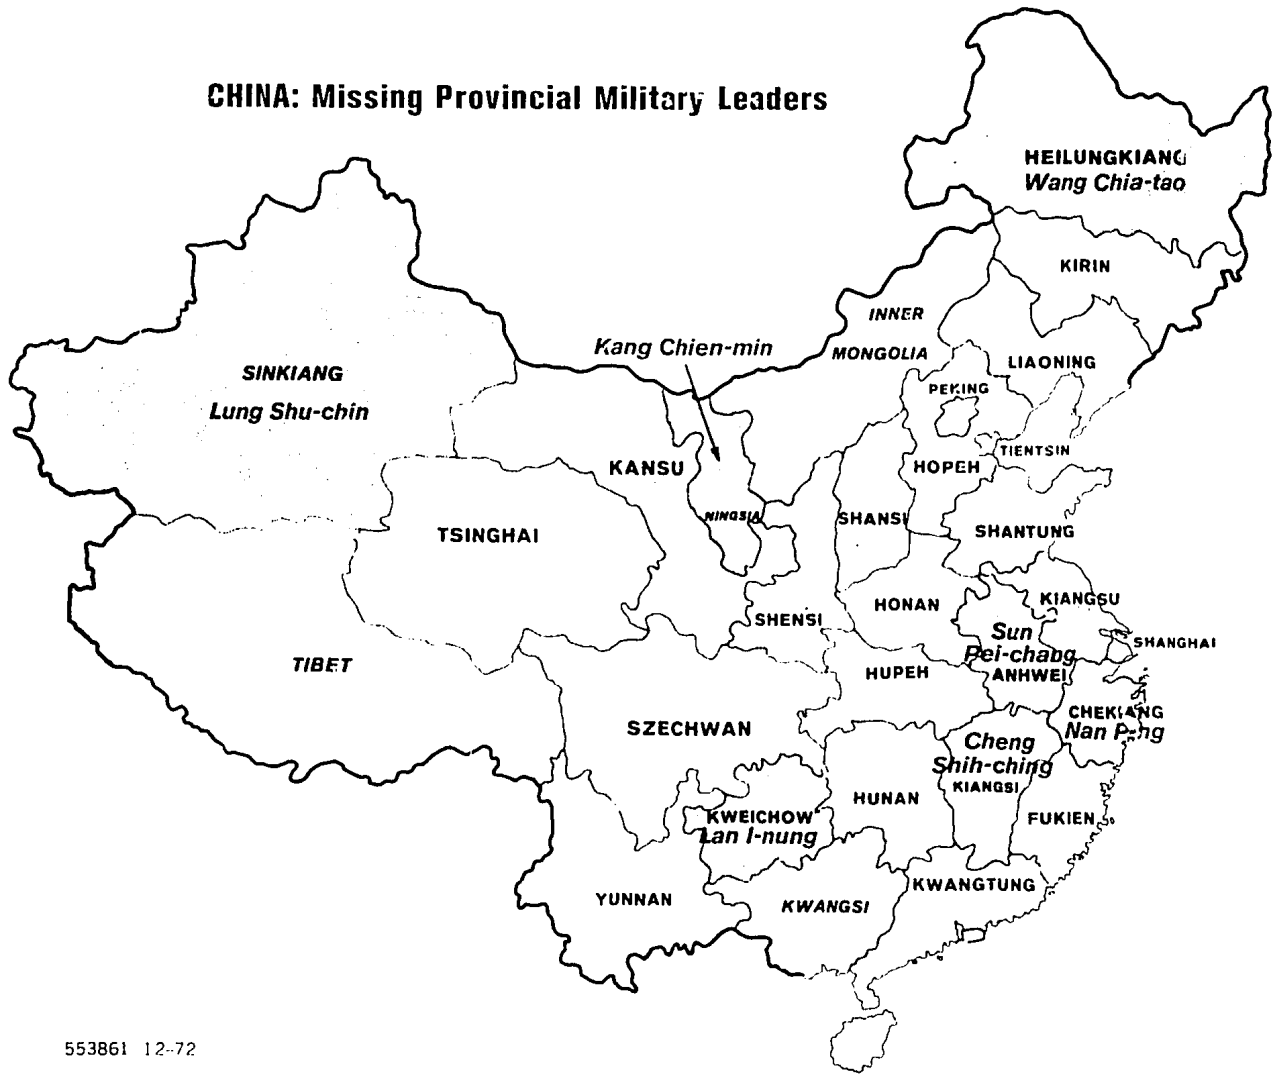 CHINA: Missing Provincial Military Leaders
HEILUNGKIANG
Wang Chia-tao
KIRIN
INNER
MONGOLIA
LIAONING
Kang Chien-min
SINKIANG
Lung Shu-chin
PEKING
TIENTSIN
HOPEH
KANSU
NINGSIA
SHANSI
SHANTUNG
TSINGHAI
HONAN
KIANGSU
SHENSI
Sun
Pei-chang
ANHWEI
SHANGHAI
TIBET
HUPEH
CHEKIANG
Nan
SZECHWAN
Cheng
Shih-ching
KIANGSI
HUNAN
KWEICHOW
Lan I-nung
FUKIEN
YUNNAN
KWANGSI
KWANGTUNG
553861 12-72